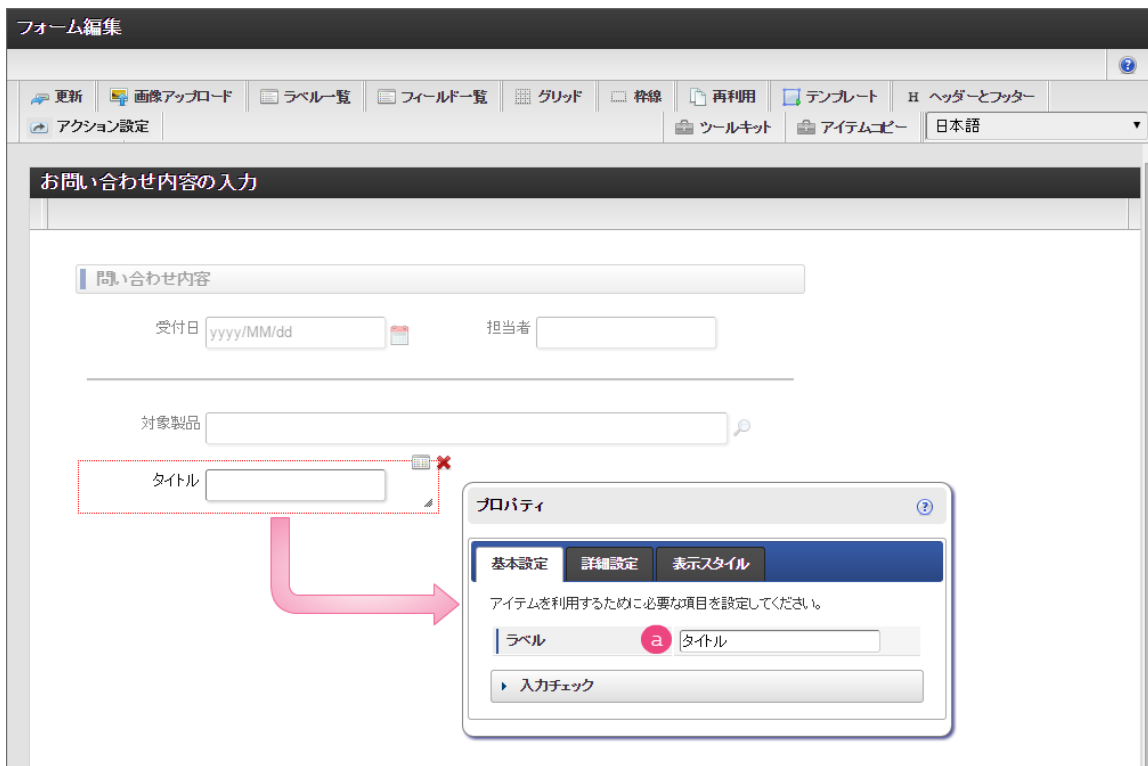 フォーム編集
更新 画像アップロード ラベル一覧 フィールド一覧 グリッド 枠線 再利用 テンプレート H ヘッダーとフッター
アクション設定 ツールキット アイテムコピー 日本語
お問い合わせ内容の入力
問い合わせ内容
受付日 yyyy/MM/dd 担当者
対象製品
タイトル
プロパティ
基本設定 詳細設定 表示スタイル
アイテムを利用するために必要な項目を設定してください。
ラベル a タイトル
入力チェック